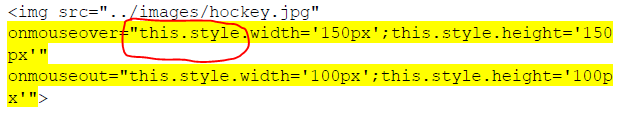 <img src="../images/hockey.jpg"
onmouseover="this.style.width='150px';this.style.height='150
px'"
onmouseout="this.style.width='100px';this.style.height='100p
x'">